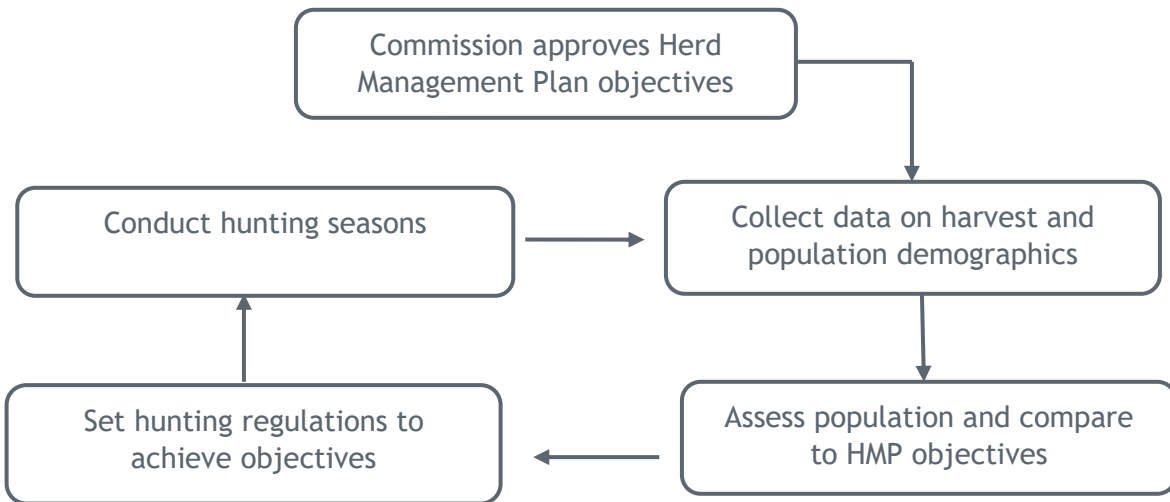 Commission approves Herd
Management Plan objectives
Conduct hunting seasons
Collect data on harvest and
population demographics
Set hunting regulations to
achieve objectives
Assess population and compare
to HMP objectives